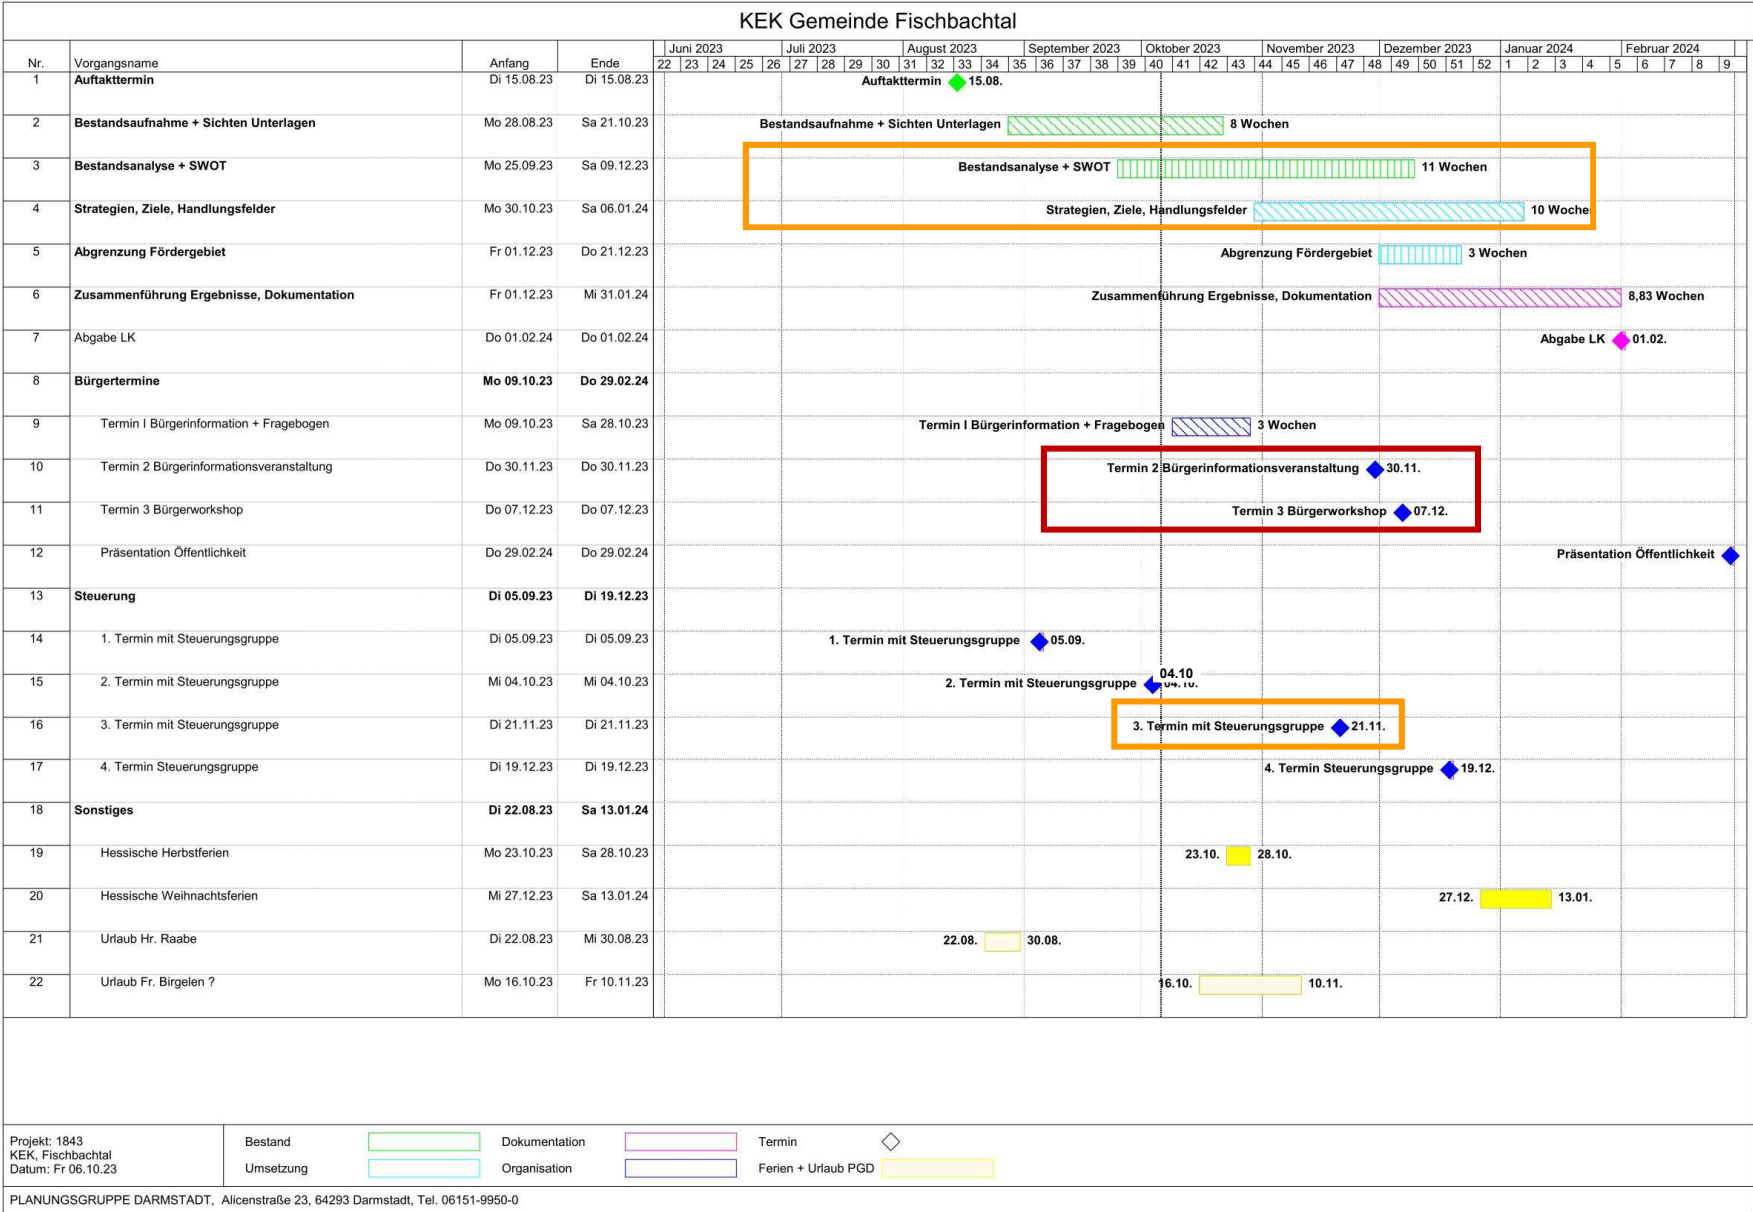 KEK Gemeinde Fischbachtal
Juni 2023 Juli 2023 August 2023 September 2023 Oktober 2023 November 2023 Dezember 2023 Januar 2024 Februar 2024
Nr. Vorgangsname Anfang Ende 22 23 24 25 26 27 28 29 30 31 32 33 34 35 36 37 38 39 40 41 42 43 44 45 46 47 48 49 50 51 52 1 2 3 4 5 6 7 8 9
1 Auftakttermin Di 15.08.23 Di 15.08.23 Auftakttermin 15.08.
2 Bestandsaufnahme + Sichten Unterlagen Mo 28.08.23 Sa 21.10.23 Bestandsaufnahme + Sichten Unterlagen 8 Wochen
3 Bestandsanalyse + SWOT Mo 25.09.23 Sa 09.12.23 Bestandsanalyse + SWOT 11 Wochen
4 Strategien, Ziele, Handlungsfelder Mo 30.10.23 Sa 06.01.24 Strategien, Ziele, Handlungsfelder 10 Wochen
5 Abgrenzung Fördergebiet Fr 01.12.23 Do 21.12.23 Abgrenzung Fördergebiet 3 Wochen
6 Zusammenführung Ergebnisse, Dokumentation Fr 01.12.23 Mi 31.01.24 Zusammenführung Ergebnisse, Dokumentation 8,83 Wochen
7 Abgabe LK Do 01.02.24 Do 01.02.24 Abgabe LK 01.02.
8 Bürgertermine Mo 09.10.23 Do 29.02.24
9 Termin I Bürgerinformation + Fragebogen Mo 09.10.23 Sa 28.10.23 Termin I Bürgerinformation + Fragebogen 3 Wochen
10 Termin 2 Bürgerinformationsveranstaltung Do 30.11.23 Do 30.11.23 Termin 2 Bürgerinformationsveranstaltung 30.11.
11 Termin 3 Bürgerworkshop Do 07.12.23 Do 07.12.23 Termin 3 Bürgerworkshop 07.12.
12 Präsentation Öffentlichkeit Do 29.02.24 Do 29.02.24 Präsentation Öffentlichkeit
13 Steuerung Di 05.09.23 Di 19.12.23
14 1. Termin mit Steuerungsgruppe Di 05.09.23 Di 05.09.23 1. Termin mit Steuerungsgruppe 05.09.
04.10
15 2. Termin mit Steuerungsgruppe Mi 04.10.23 Mi 04.10.23 2. Termin mit Steuerungsgruppe 04.10.
16 3. Termin mit Steuerungsgruppe Di 21.11.23 Di 21.11.23 3. Termin mit Steuerungsgruppe 21.11.
17 4. Termin Steuerungsgruppe Di 19.12.23 Di 19.12.23 4. Termin Steuerungsgruppe 19.12.
18 Sonstiges Di 22.08.23 Sa 13.01.24
19 Hessische Herbstferien Mo 23.10.23 Sa 28.10.23 23.10. 28.10.
20 Hessische Weihnachtsferien Mi 27.12.23 Sa 13.01.24 27.12. 13.01.
21 Urlaub Hr. Raabe Di 22.08.23 Mi 30.08.23 22.08. 30.08.
22 Urlaub Fr. Birgelen ? Mo 16.10.23 Fr 10.11.23 16.10. 10.11.
Projekt: 1843
KEK, Fischbachtal
Datum: Fr 06.10.23
Bestand Dokumentation Termin
Umsetzung Organisation Ferien + Urlaub PGD
PLANUNGSGRUPPE DARMSTADT, Alicenstraße 23, 64293 Darmstadt, Tel. 06151-9950-0